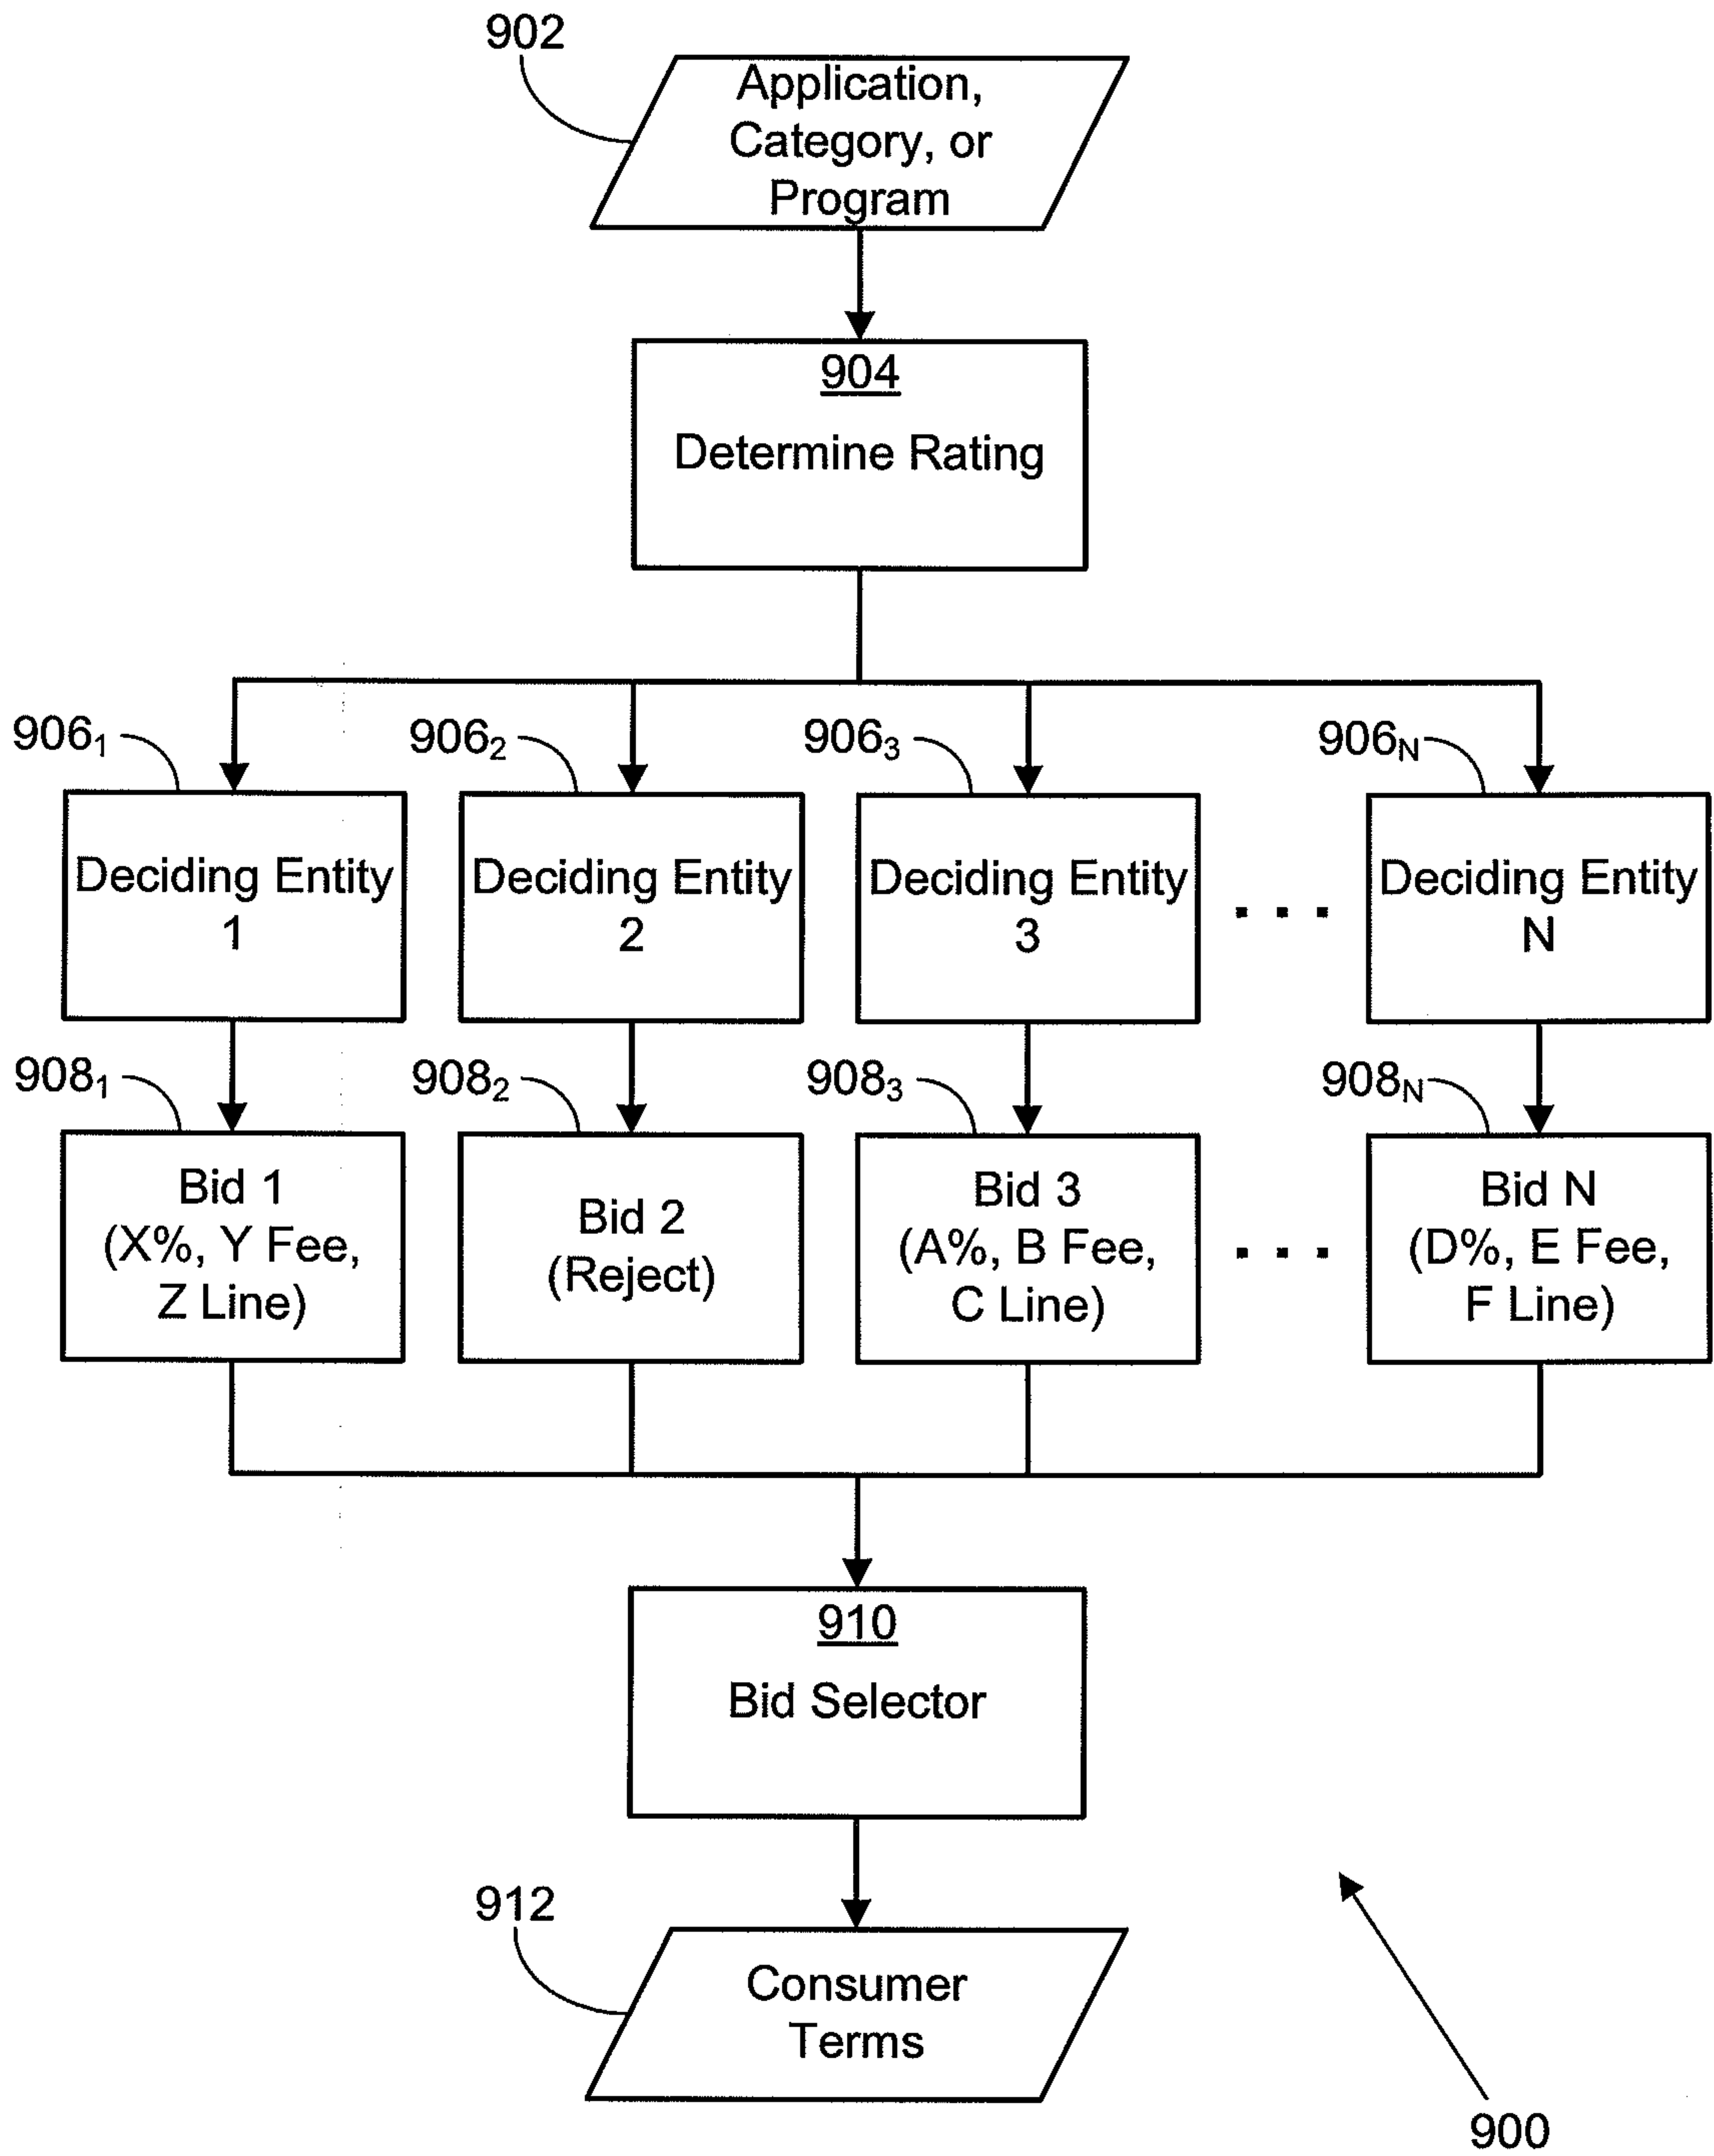 902
Application,
Category, or
Program
904
Determine Rating
906₁
906₂
906₃
906N
Deciding Entity
1
Deciding Entity
2
Deciding Entity
3
. . .
Deciding Entity
N
908₁
908₂
908₃
908N
Bid 1
(X%, Y Fee,
Z Line)
Bid 2
(Reject)
Bid 3
(A%, B Fee,
C Line)
. . .
Bid N
(D%, E Fee,
F Line)
910
Bid Selector
912
Consumer
Terms
900